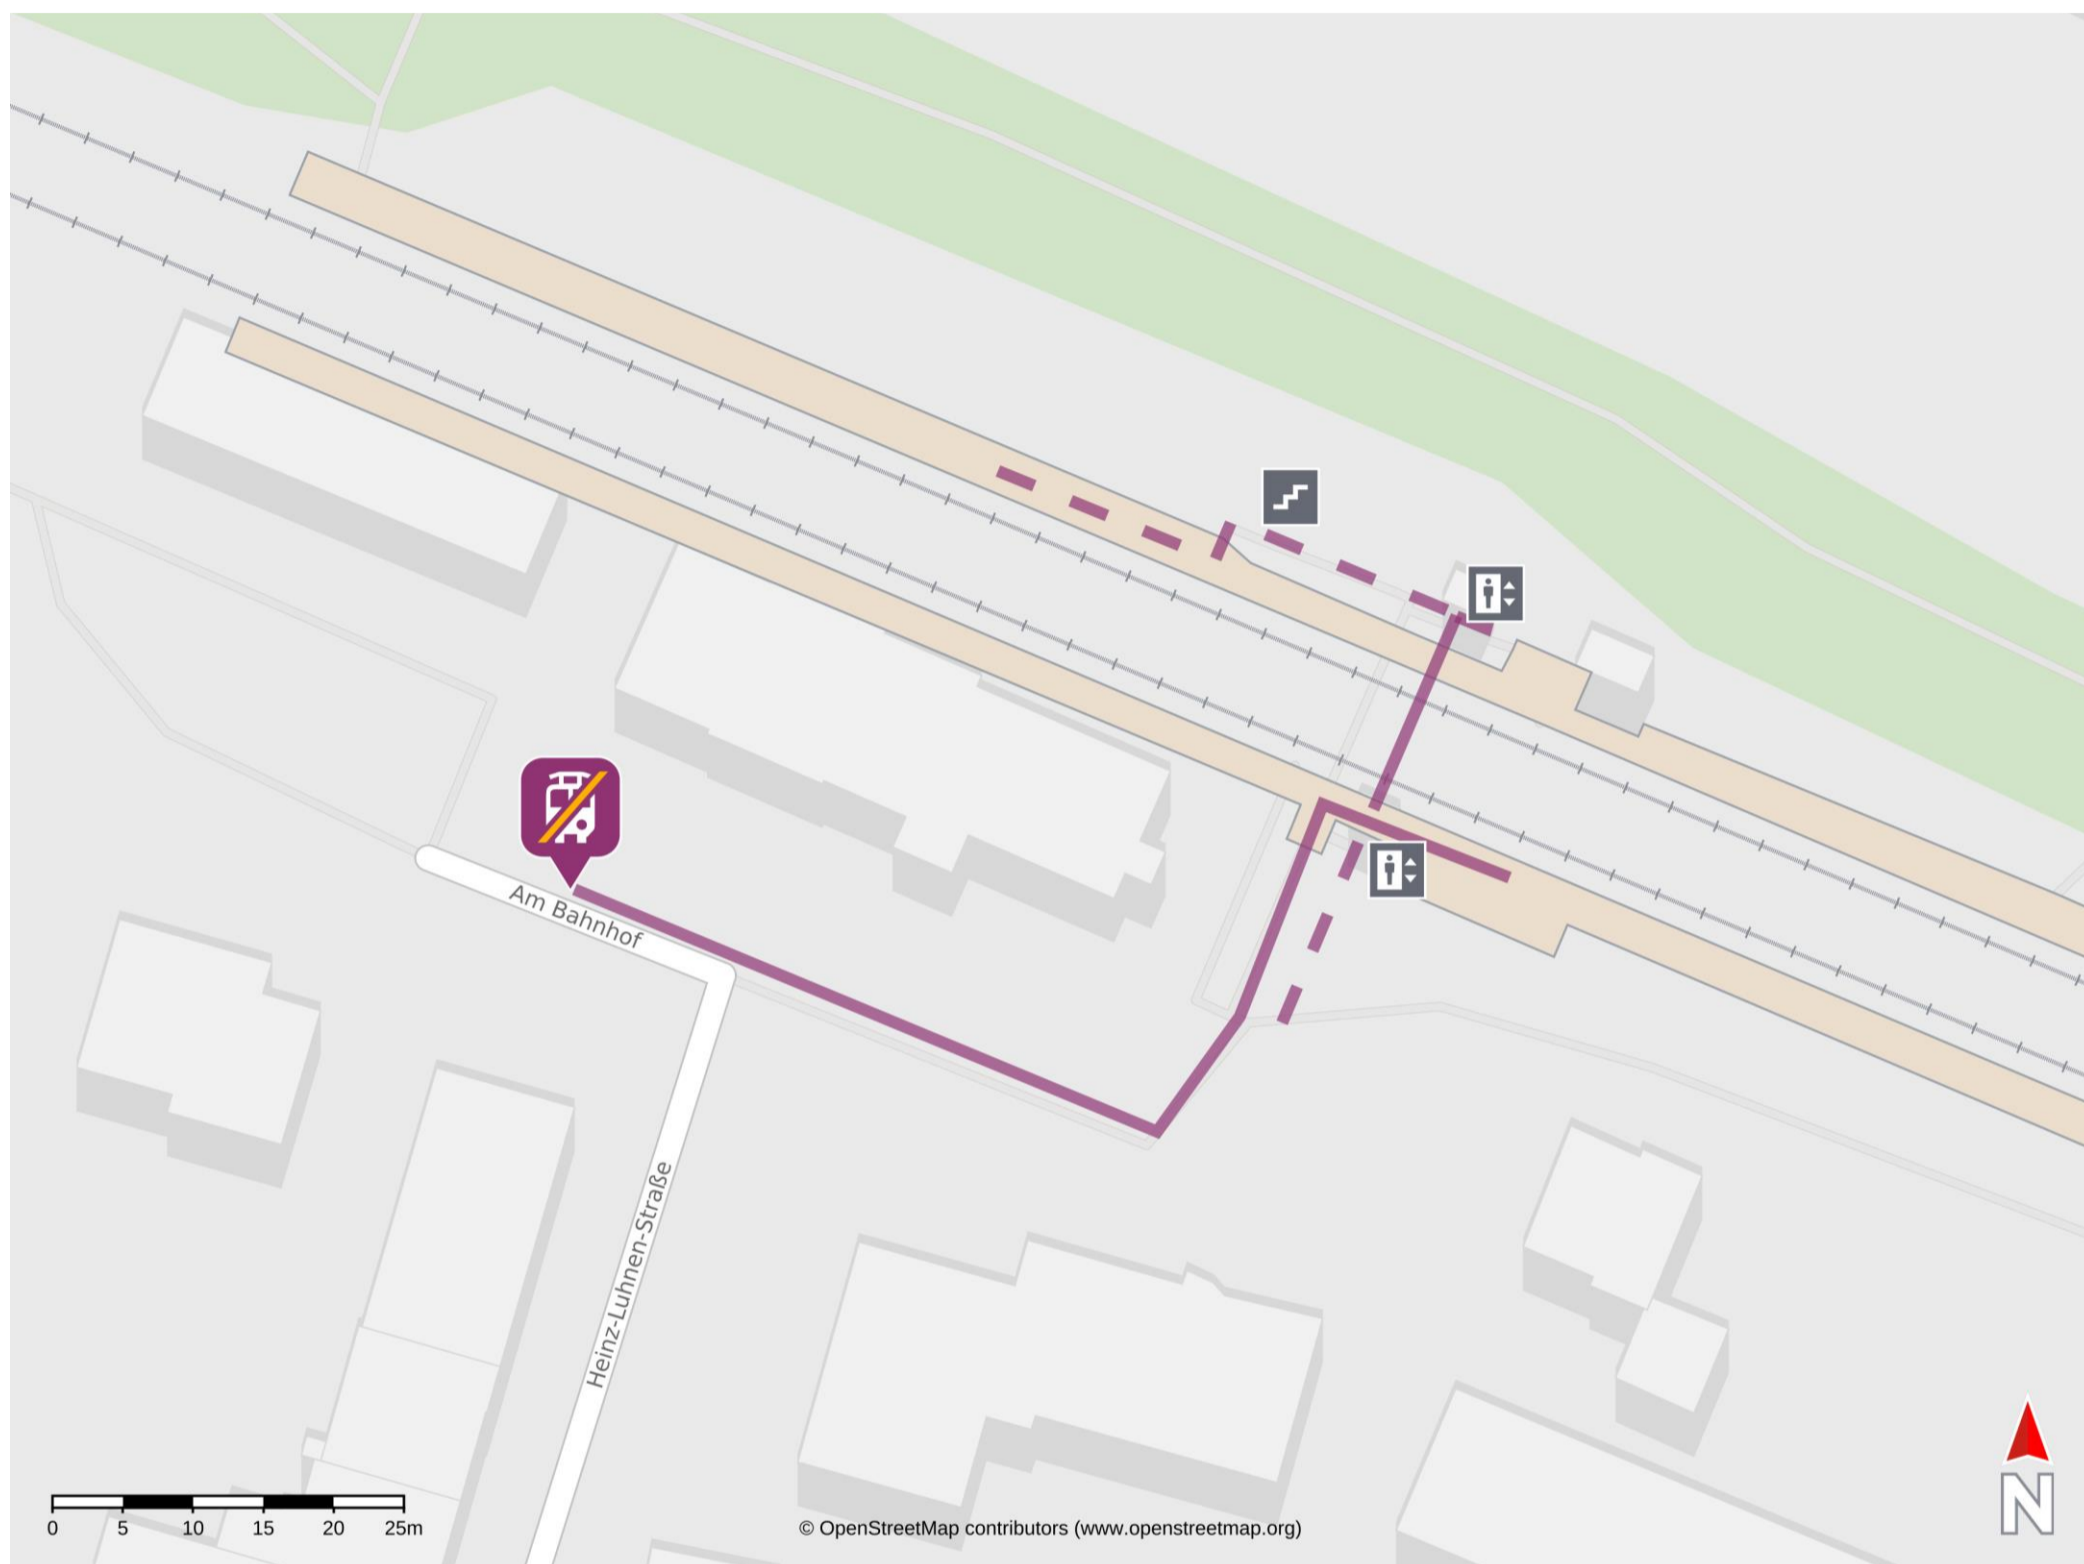 Am Bahnhof
Heinz-Luhnen-Straße
0 5 10 15 20 25m
© OpenStreetMap contributors (www.openstreetmap.org)
N